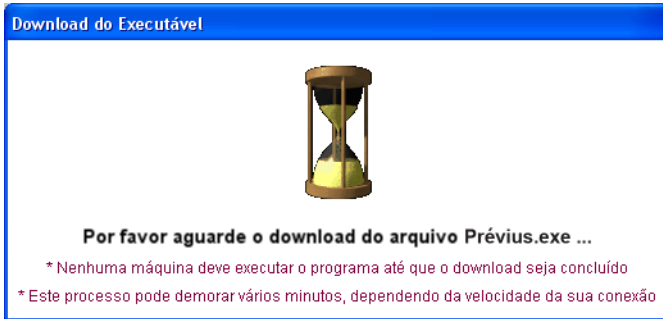 Download do Executável
Por favor aguarde o download do arquivo Prévius.exe ...
* Nenhuma máquina deve executar o programa até que o download seja concluído
* Este processo pode demorar vários minutos, dependendo da velocidade da sua conexão